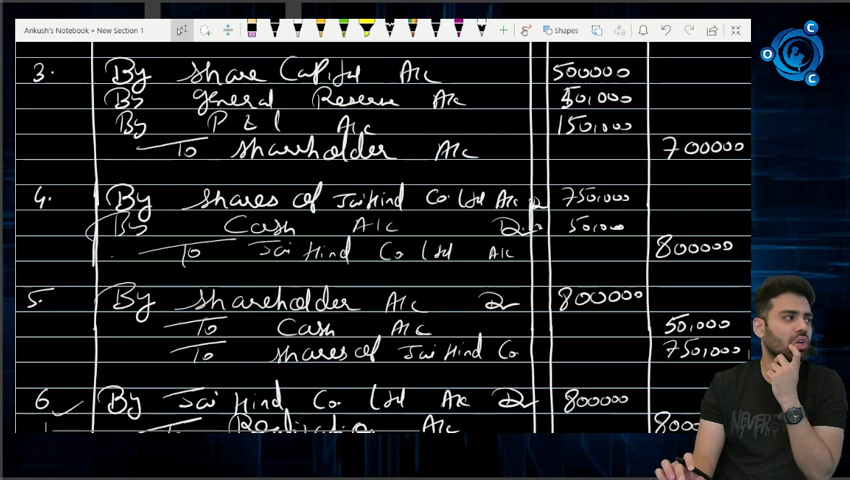 Ankush's Notebook > New Section 1
Shapes
C
O
C
C
3. By Share Capital A/c 500000
By general Reserve A/c 50,000
By P & L A/c 150,000
To Shareholder A/c 700000
4. By Shares of Jai Hind Co Ltd A/c Dr 750,000
By Cash A/c Dr 50,000
To Jai Hind Co Ltd A/c 800000
5. By Shareholder A/c Dr 800000
To Cash A/c 50,000
To Shares of Jai Hind Co 750,000
6 By Jai Hind Co Ltd A/c Dr 800000
To Realization A/c 8000
NEVER